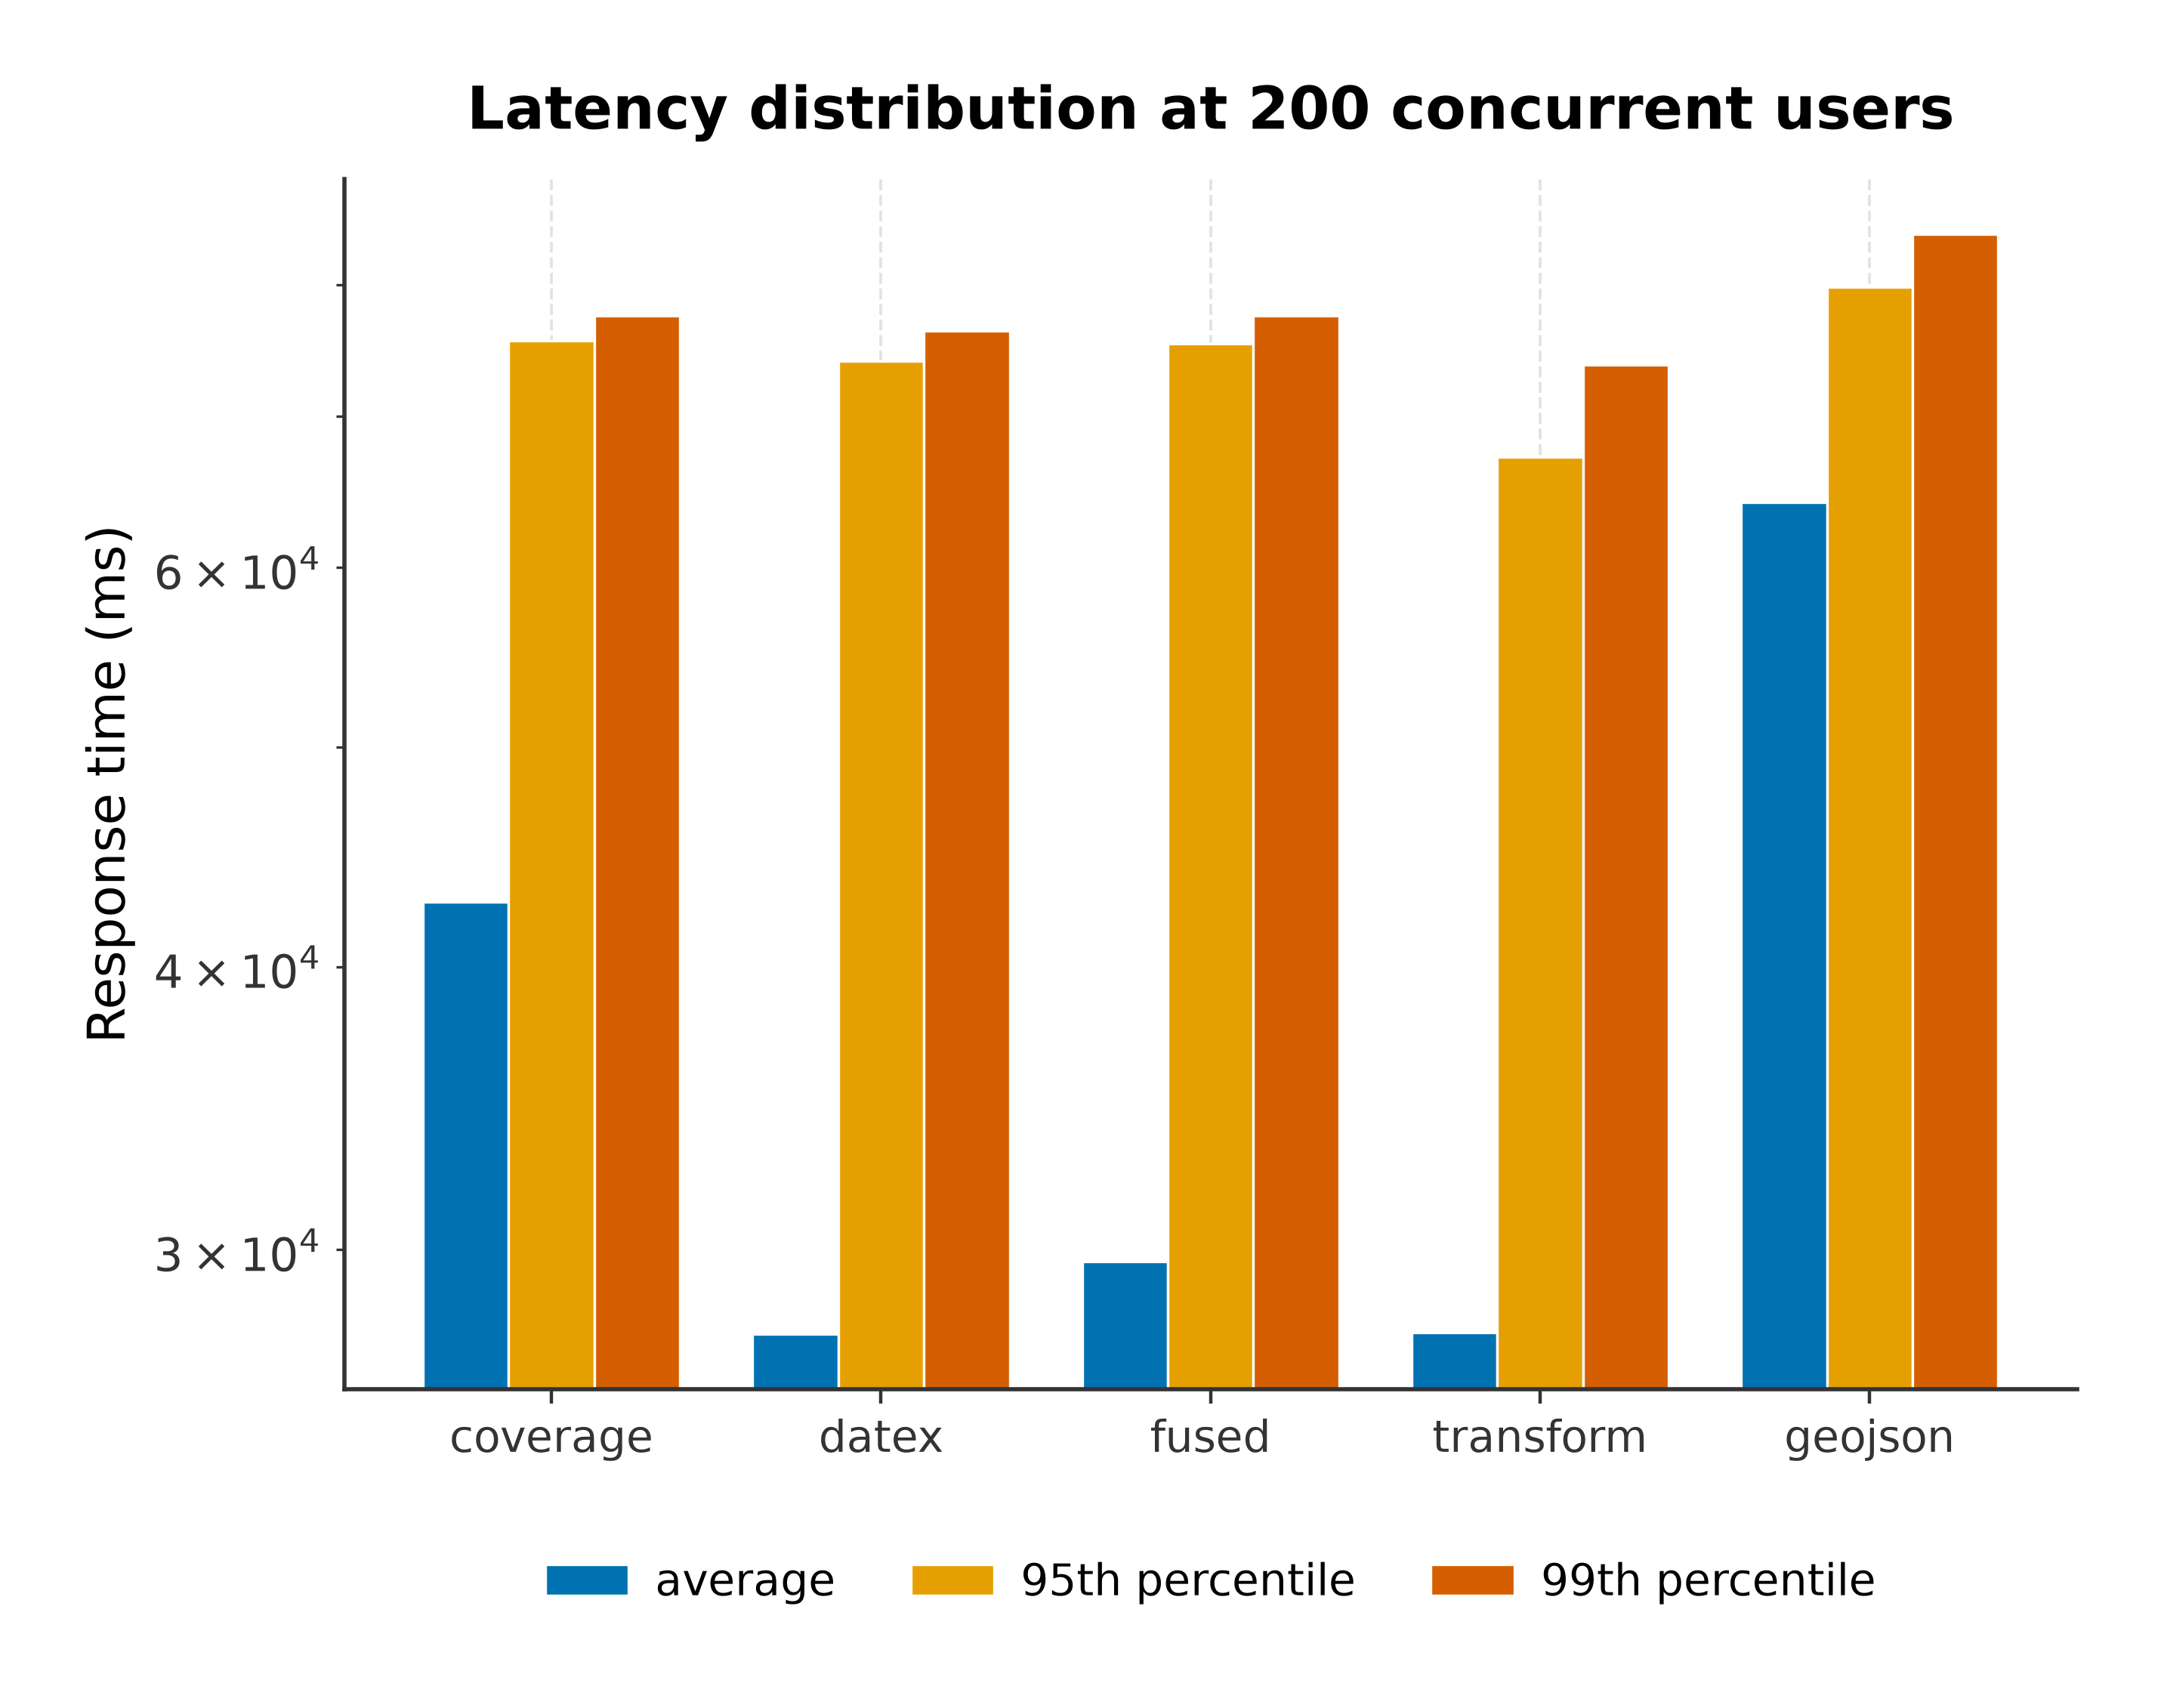 Latency distribution at 200 concurrent users
Response time (ms)
6 × 10⁴
4 × 10⁴
3 × 10⁴
coverage datex fused transform geojson
average 95th percentile 99th percentile